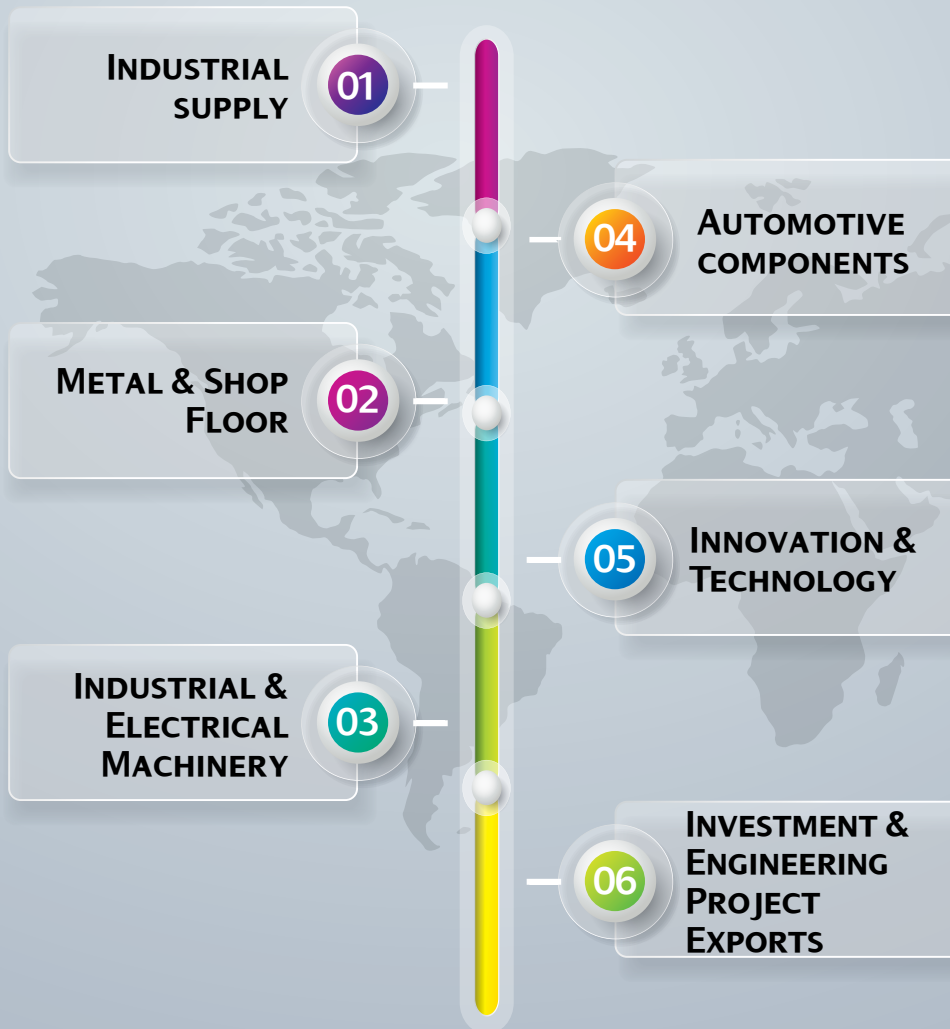 01
INDUSTRIAL
SUPPLY
02
METAL & SHOP
FLOOR
03
INDUSTRIAL &
ELECTRICAL
MACHINERY
04
AUTOMOTIVE
COMPONENTS
05
INNOVATION &
TECHNOLOGY
06
INVESTMENT &
ENGINEERING
PROJECT
EXPORTS